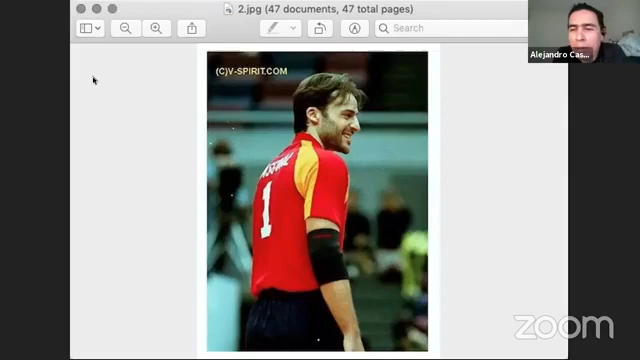 2.jpg (47 documents, 47 total pages)
Search
Alejandro Cas...
(C)V-SPIRIT.COM
1
zoom